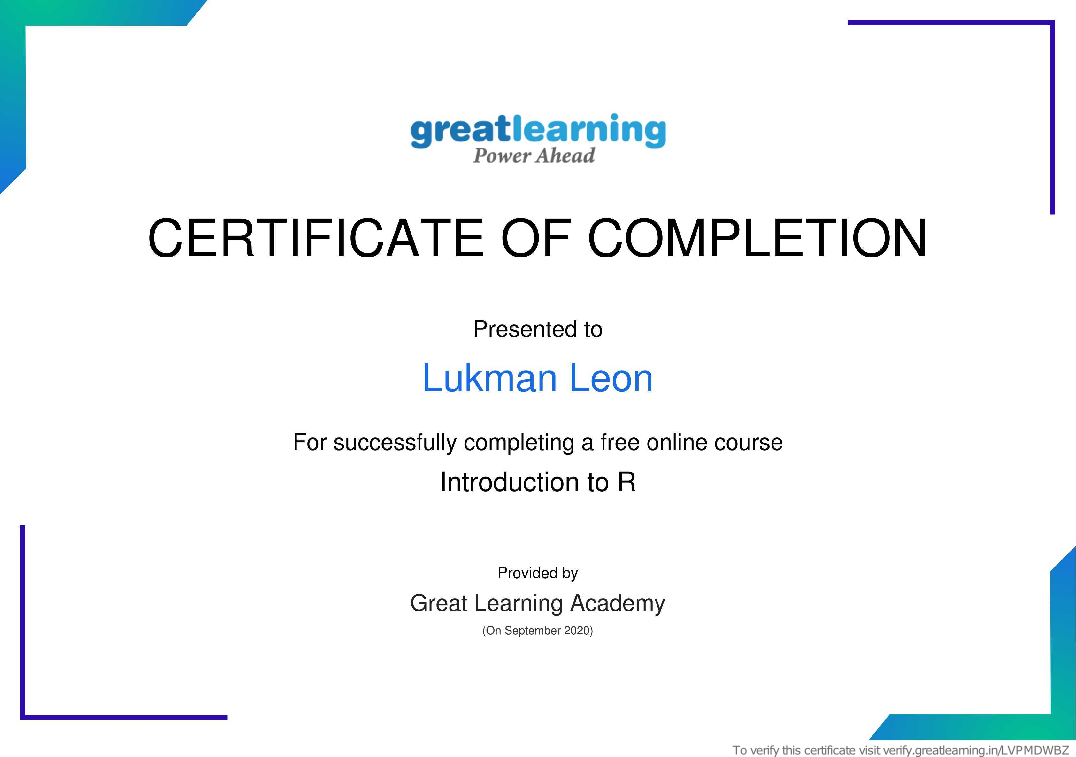 greatlearning
Power Ahead
CERTIFICATE OF COMPLETION
Presented to
Lukman Leon
For successfully completing a free online course
Introduction to R
Provided by
Great Learning Academy
(On September 2020)
To verify this certificate visit verify.greatlearning.in/LVPMDWBZ